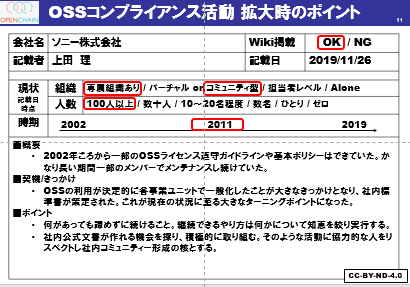 OPENCHAIN
OSSコンプライアンス活動 拡大時のポイント
11
会社名 ソニー株式会社 Wiki掲載 OK / NG
記載者 上田 理 記載日 2019/11/26
現状 記載日時点 組織 専属組織あり / バーチャル or コミュニティ型 / 担当者レベル / Alone
人数 100人以上 / 数十人 / 10～20名程度 / 数名 / ひとり / ゼロ
時期 2002 2011 2019
■概要
・ 2002年ころから一部のOSSライセンス遵守ガイドラインや基本ポリシーはできていた。か
なり長い期間一部のメンバーでメンテナンスし続けていた。
■契機/きっかけ
・ OSSの利用が決定的に各事業ユニットで一般化したことが大きなきっかけとなり、社内標
準書が策定された。これが現在の状況に至る大きなターニングポイントになった。
■ポイント
・ 何があっても諦めずに続けること。継続できるやり方は何かについて知恵を絞り実行する。
・ 社内公式文書が作れる機会を探り、積極的に取り組む。そのような活動に協力的な人をリ
スペクトし社内コミュニティー形成の核とする。
CC-BY-ND-4.0